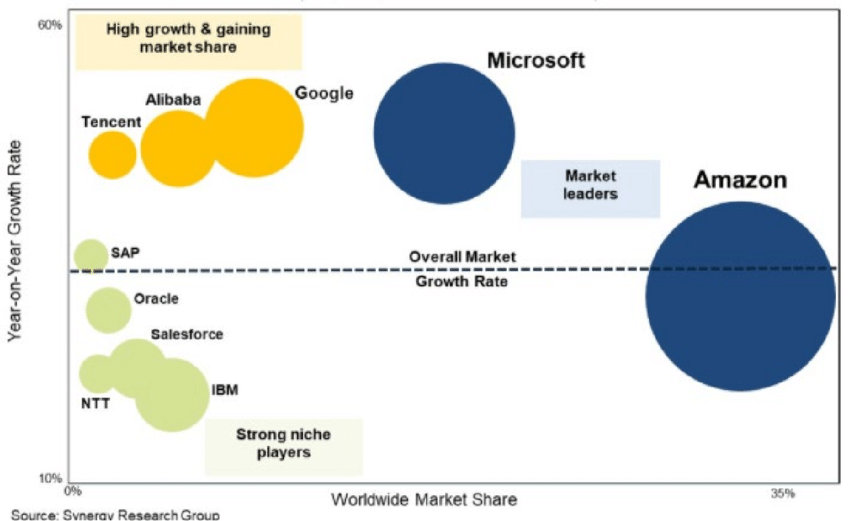 60%
High growth & gaining
market share
Microsoft
Google
Alibaba
Tencent
Market
leaders
Amazon
SAP
Overall Market
Growth Rate
Oracle
Salesforce
IBM
NTT
Strong niche
players
Year-on-Year Growth Rate
10%
0%
Worldwide Market Share
35%
Source: Synergy Research Group